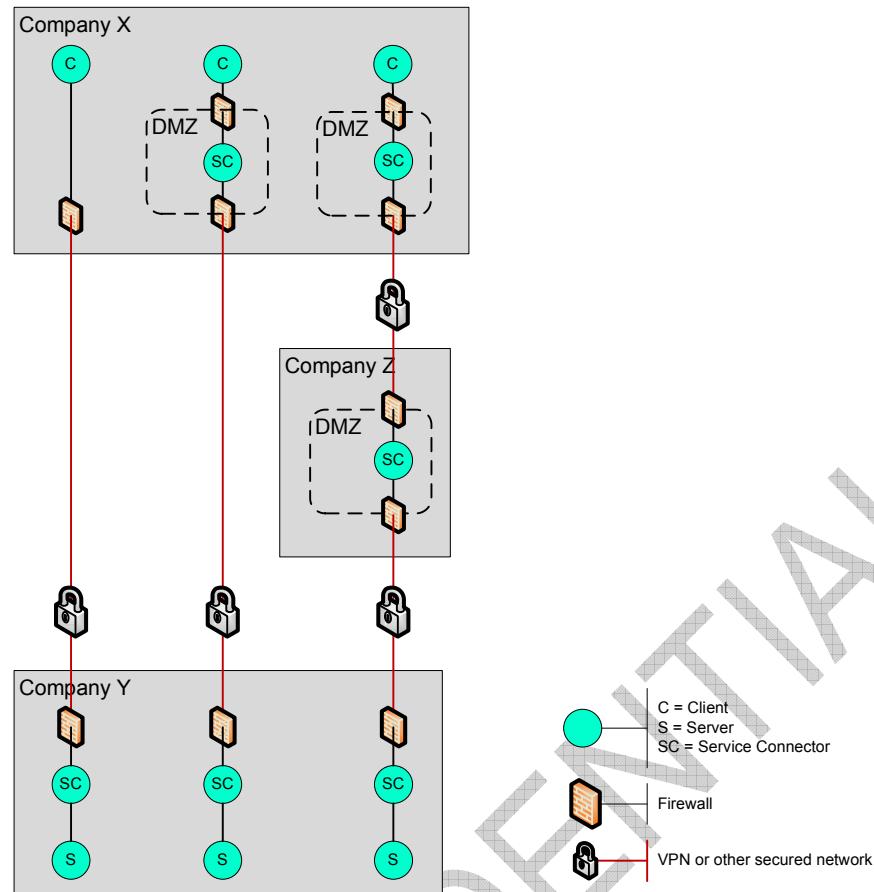 Company X
C
C
C
DMZ
DMZ
SC
SC
Company Z
DMZ
SC
Company Y
SC
SC
SC
S
S
S
C = Client
S = Server
SC = Service Connector
Firewall
VPN or other secured network
DENTIAL